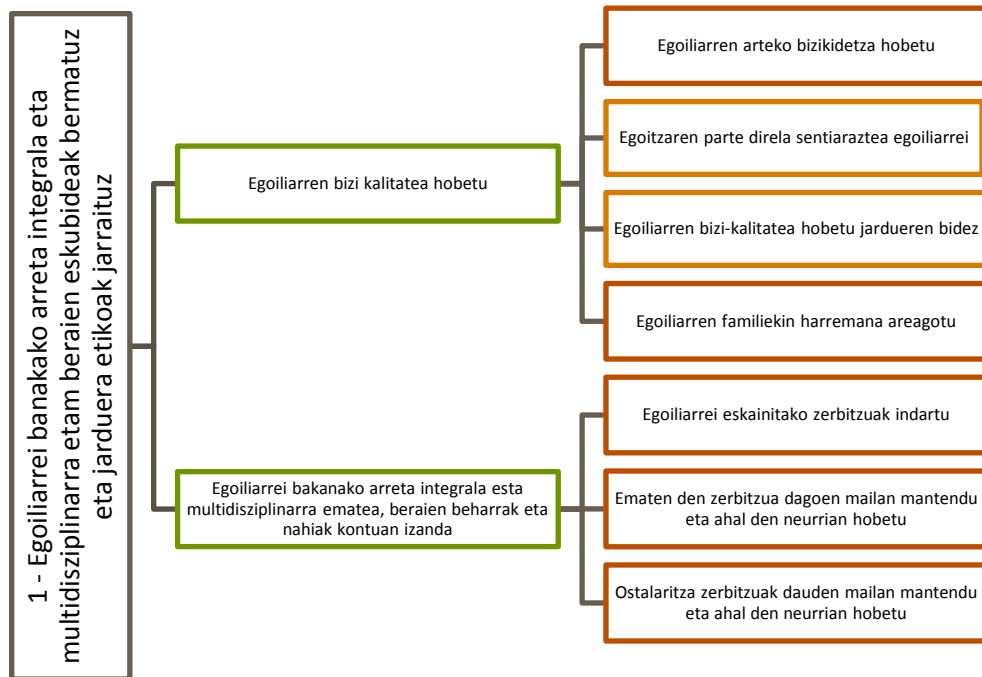 1 - Egoiliarrei banakako arreta integrala eta
multidisziplinarra etam beraien eskubideak bermatuz
eta jarduera etikoak jarraituz
Egoiliarren bizi kalitatea hobetu
Egoiliarren arteko bizikidetza hobetu
Egoitzaren parte direla sentiaraztea egoiliarrei
Egoiliarren bizi-kalitatea hobetu jardueren bidez
Egoiliarren familiekin harremana areagotu
Egoiliarrei bakanako arreta integrala esta
multidisziplinarra ematea, beraien beharrak eta
nahiak kontuan izanda
Egoiliarrei eskainitako zerbitzuak indartu
Ematen den zerbitzua dagoen mailan mantendu
eta ahal den neurrian hobetu
Ostalaritza zerbitzuak dauden mailan mantendu
eta ahal den neurrian hobetu